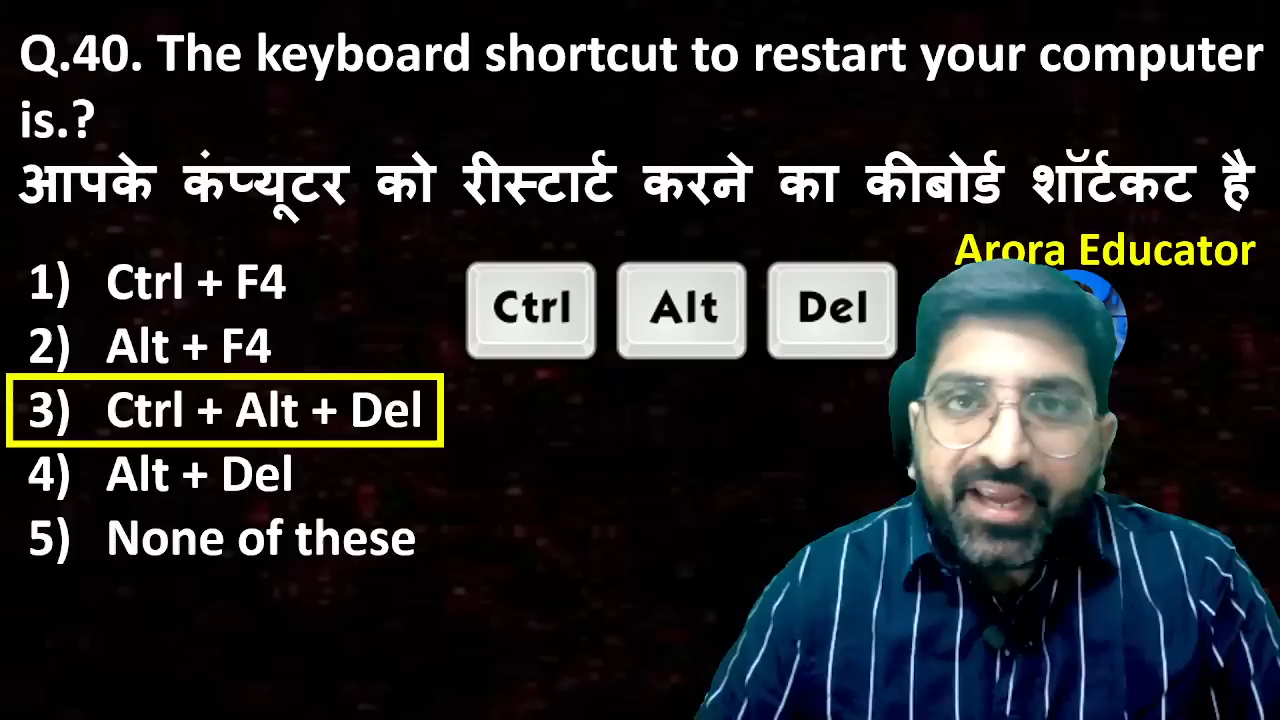 Q.40. The keyboard shortcut to restart your computer
is.?
आपके कंप्यूटर को रीस्टार्ट करने का कीबोर्ड शॉर्टकट है
Arora Educator
1) Ctrl + F4
Ctrl Alt Del
2) Alt + F4
3) Ctrl + Alt + Del
4) Alt + Del
5) None of these